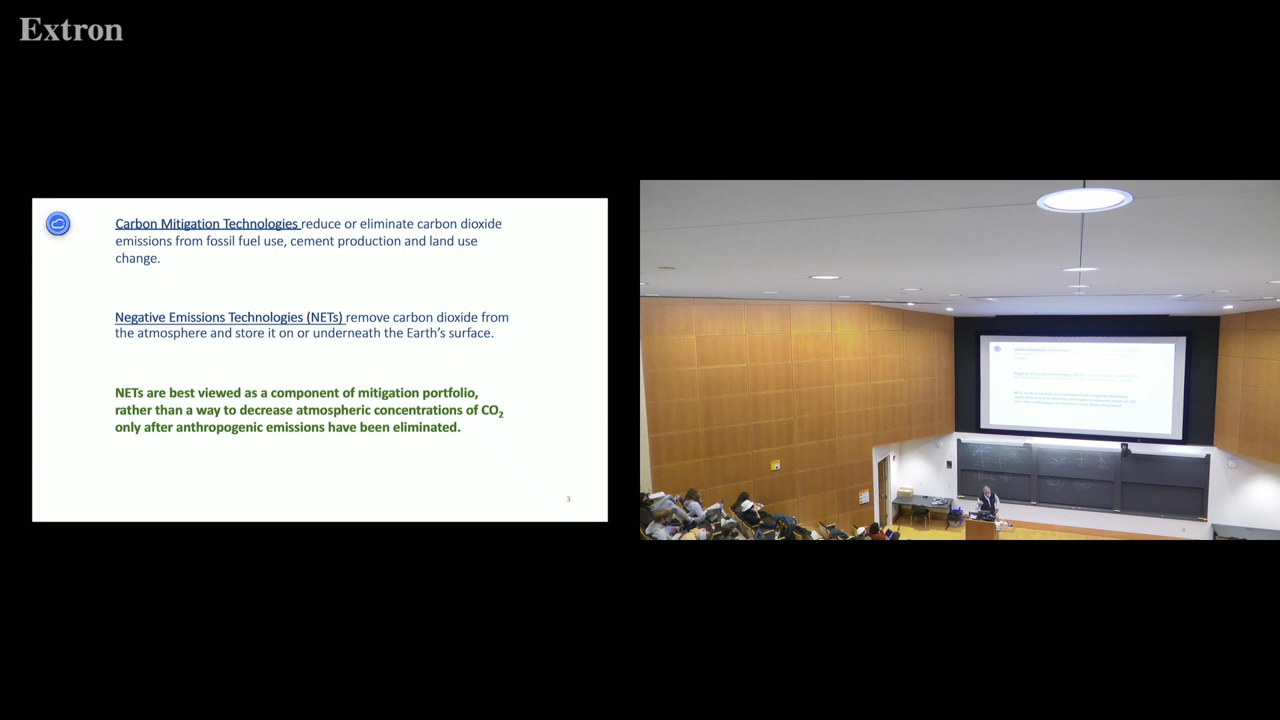 Extron
Carbon Mitigation Technologies reduce or eliminate carbon dioxide
emissions from fossil fuel use, cement production and land use
change.
Negative Emissions Technologies (NETs) remove carbon dioxide from
the atmosphere and store it on or underneath the Earth's surface.
NETs are best viewed as a component of mitigation portfolio,
rather than a way to decrease atmospheric concentrations of CO₂
only after anthropogenic emissions have been eliminated.
3